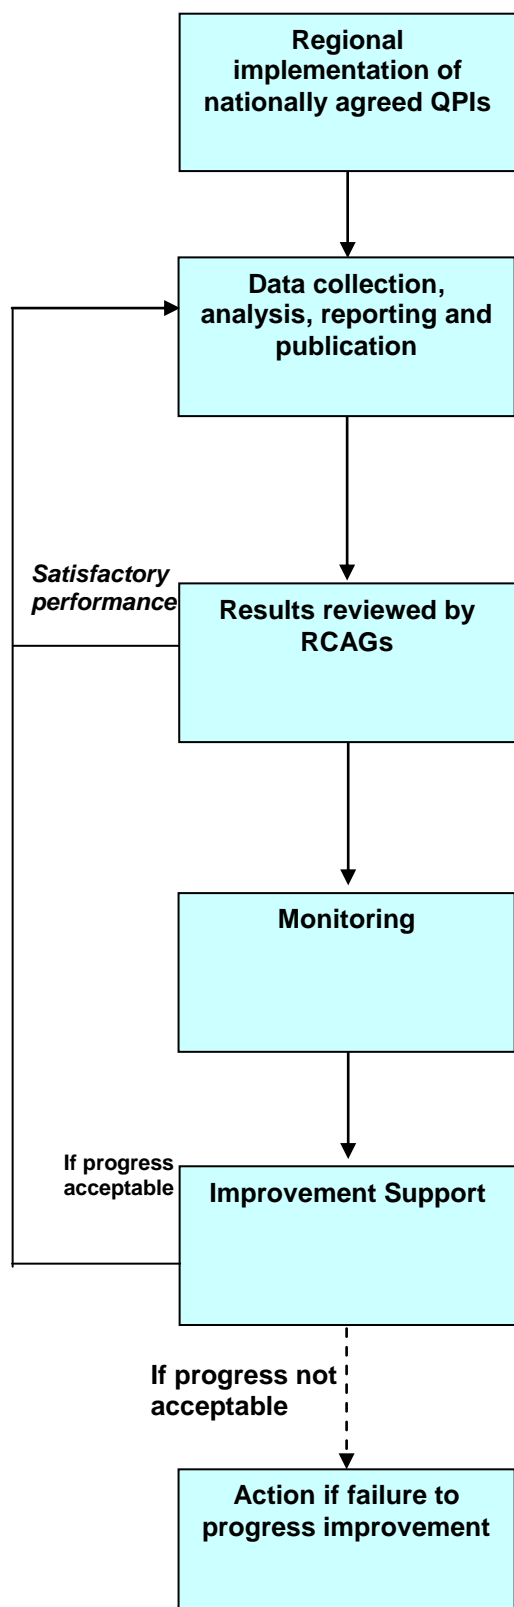 Regional
implementation of
nationally agreed QPIs
Data collection,
analysis, reporting and
publication
Satisfactory
performance
Results reviewed by
RCAGs
Monitoring
If progress
acceptable
Improvement Support
If progress not
acceptable
Action if failure to
progress improvement